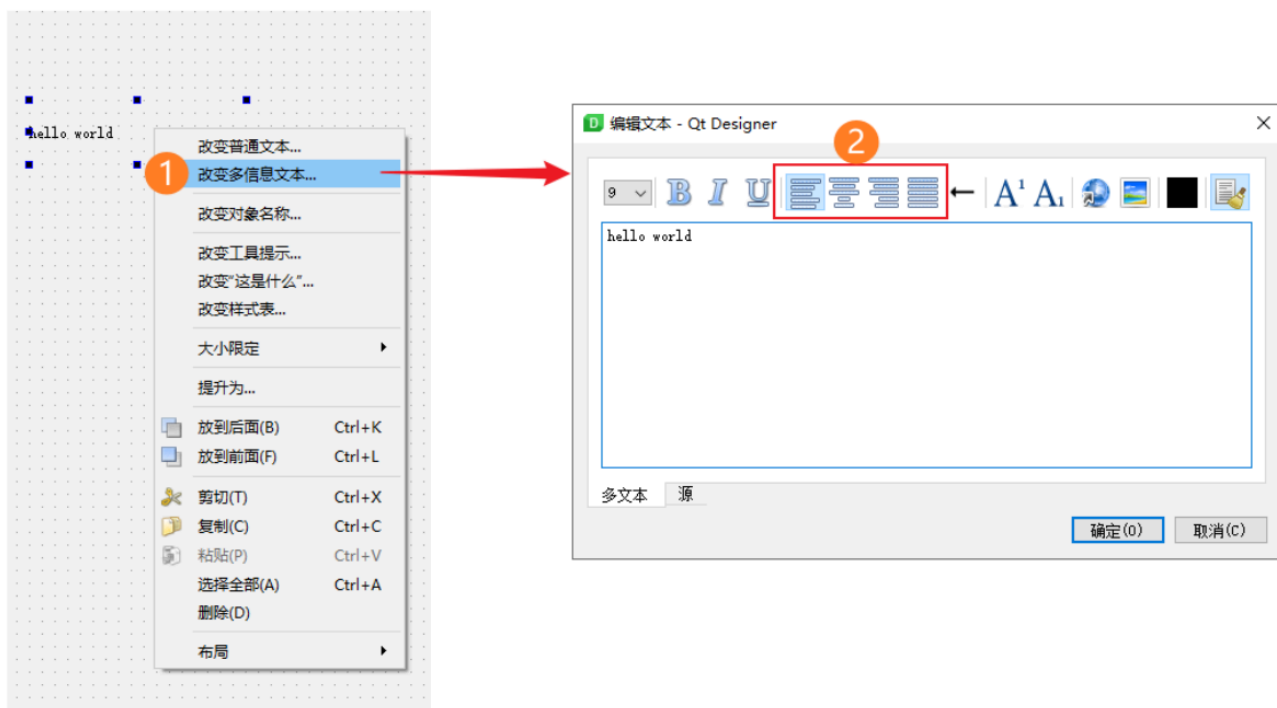 hello world
改变普通文本...
1
改变多信息文本...
改变对象名称...
改变工具提示...
改变“这是什么”...
改变样式表...
大小限定
提升为...
放到后面(B) Ctrl+K
放到前面(F) Ctrl+L
剪切(T) Ctrl+X
复制(C) Ctrl+C
粘贴(P) Ctrl+V
选择全部(A) Ctrl+A
删除(D)
布局
D 编辑文本 - Qt Designer
2
9 B I U A¹ A₁
hello world
多文本 源
确定(O) 取消(C)